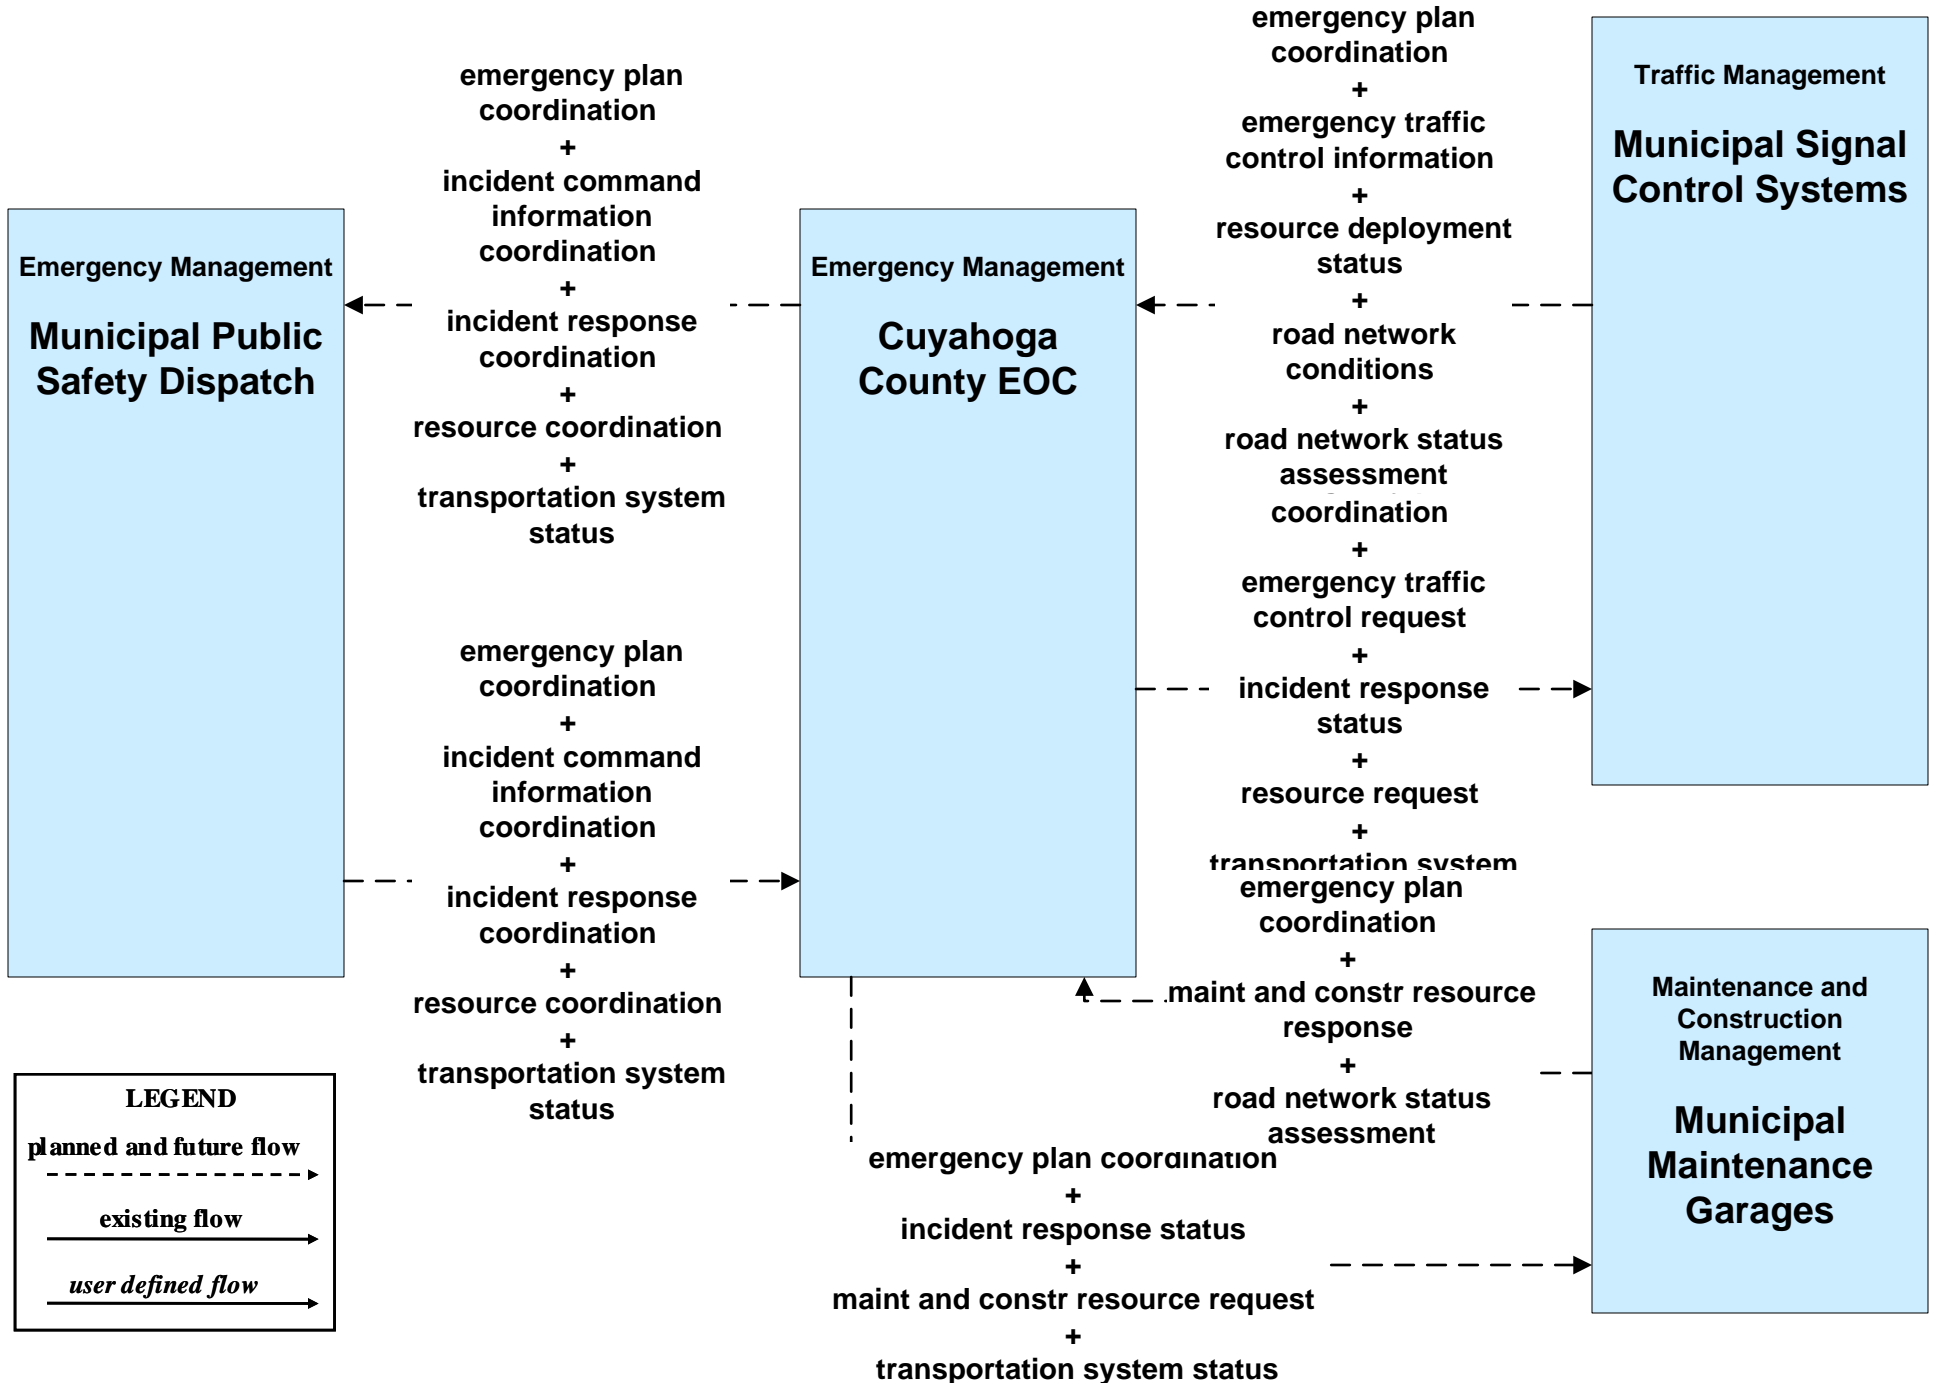 Emergency Management
Municipal Public
Safety Dispatch
emergency plan
coordination
+
incident command
information
coordination
+
incident response
coordination
+
resource coordination
+
transportation system
status
emergency plan
coordination
+
incident command
information
coordination
+
incident response
coordination
+
resource coordination
+
transportation system
status
Emergency Management
Cuyahoga
County EOC
emergency plan
coordination
+
emergency traffic
control information
+
resource deployment
status
+
road network
conditions
+
road network status
assessment
coordination
+
emergency traffic
control request
+
incident response
status
+
resource request
+
transportation system
emergency plan
coordination
+
maint and constr resource
response
+
road network status
assessment
emergency plan coordination
+
incident response status
+
maint and constr resource request
+
transportation system status
Traffic Management
Municipal Signal
Control Systems
Maintenance and
Construction
Management
Municipal
Maintenance
Garages
LEGEND
planned and future flow
existing flow
user defined flow